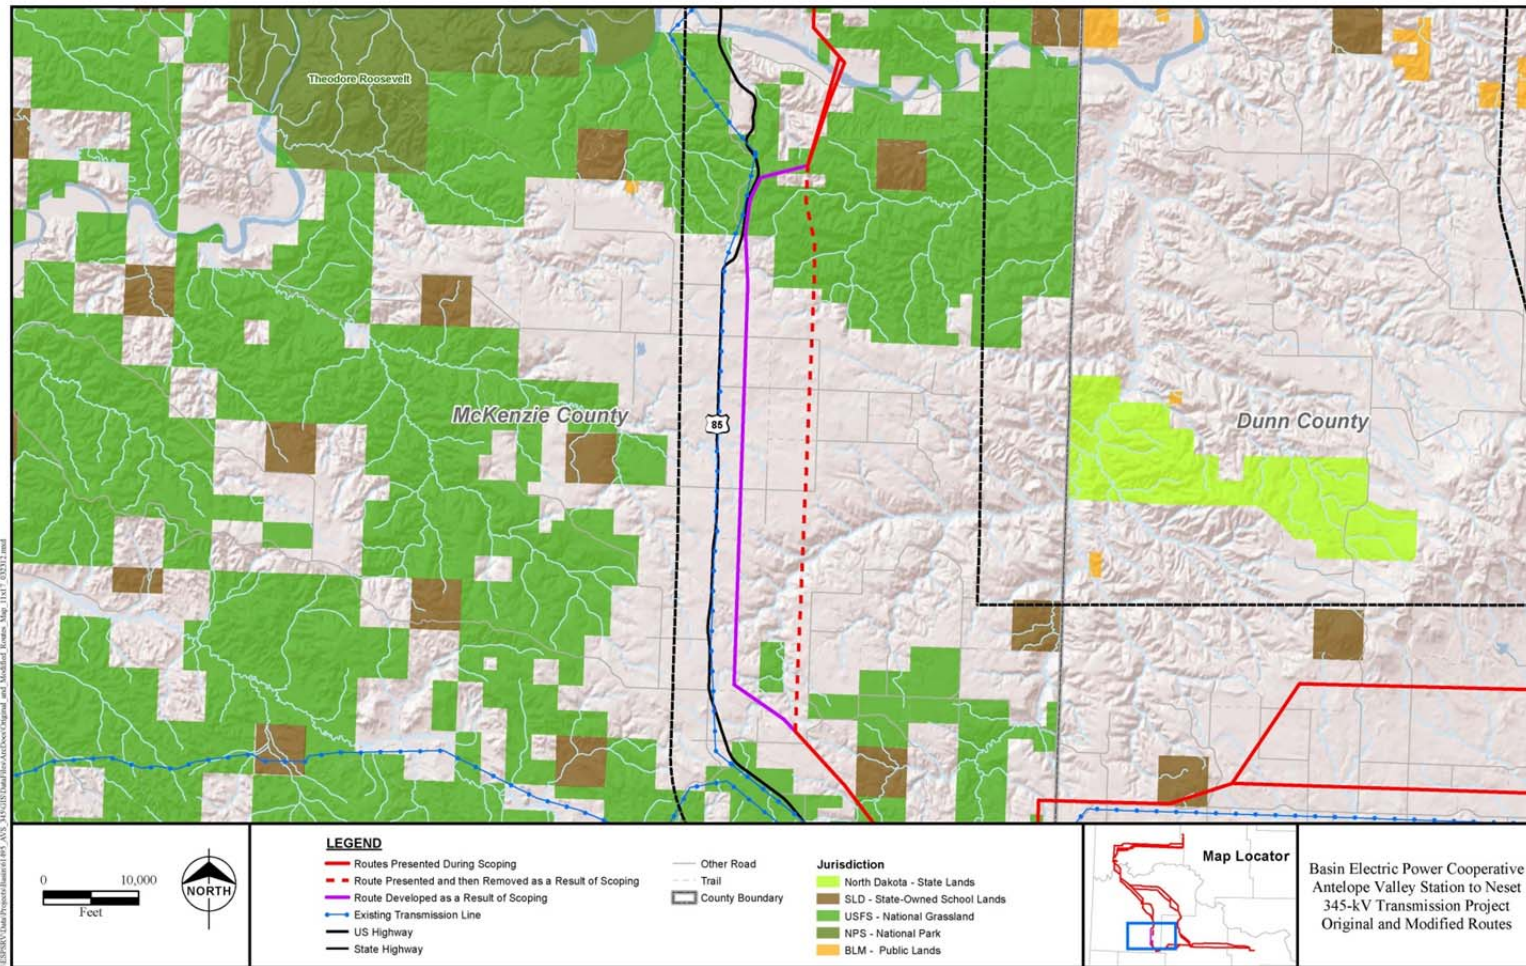 Theodore Roosevelt
McKenzie County
85
Dunn County
0 10,000
Feet
NORTH
LEGEND
Routes Presented During Scoping
Route Presented and then Removed as a Result of Scoping
Route Developed as a Result of Scoping
Existing Transmission Line
US Highway
State Highway
Other Road
Trail
County Boundary
Jurisdiction
North Dakota - State Lands
SLD - State-Owned School Lands
USFS - National Grassland
NPS - National Park
BLM - Public Lands
Map Locator
Basin Electric Power Cooperative
Antelope Valley Station to Neset
345-kV Transmission Project
Original and Modified Routes